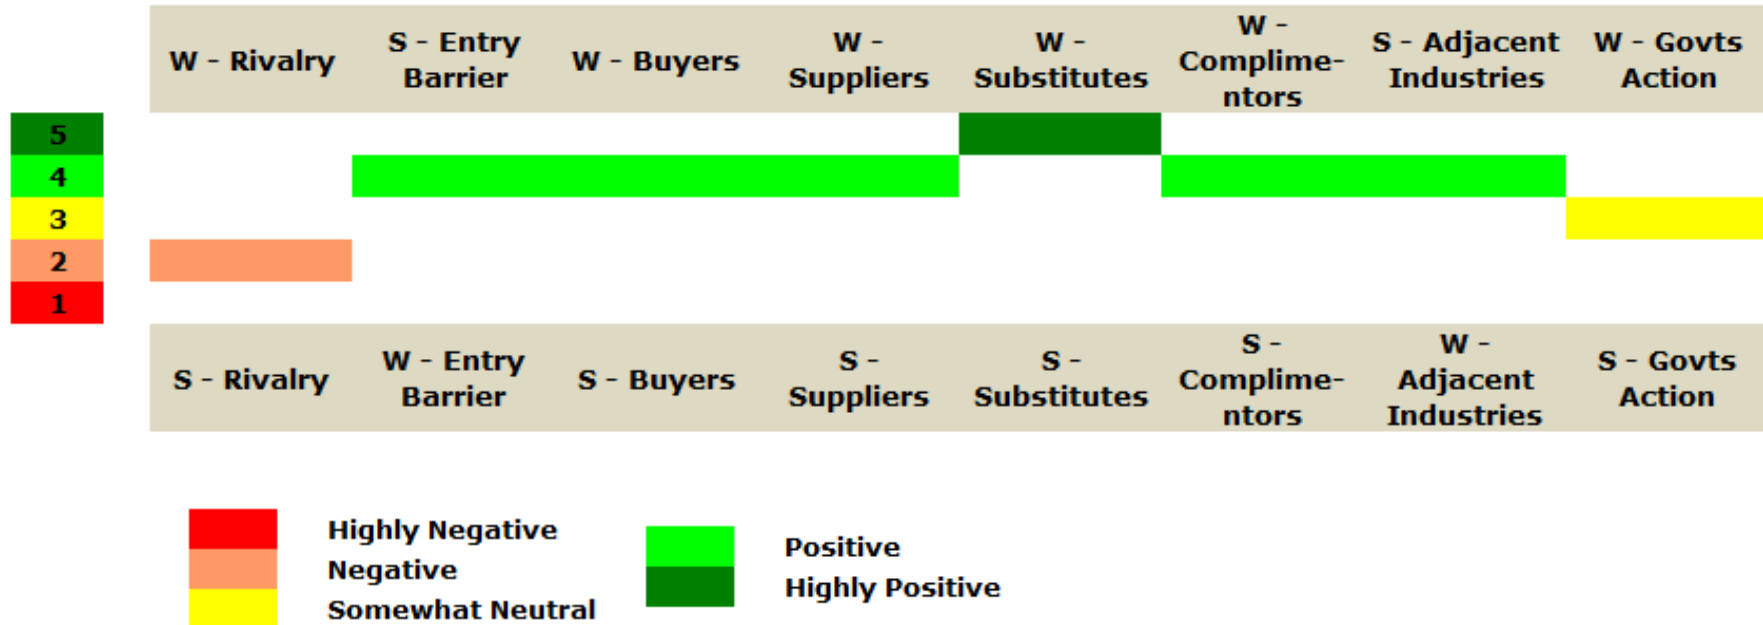 W - Rivalry
S - Entry
Barrier
W - Buyers
W -
Suppliers
W -
Substitutes
W -
Complime-
ntors
S - Adjacent
Industries
W - Govts
Action
5
4
3
2
1
S - Rivalry
W - Entry
Barrier
S - Buyers
S -
Suppliers
S -
Substitutes
S -
Complime-
ntors
W -
Adjacent
Industries
S - Govts
Action
Highly Negative
Negative
Somewhat Neutral
Positive
Highly Positive